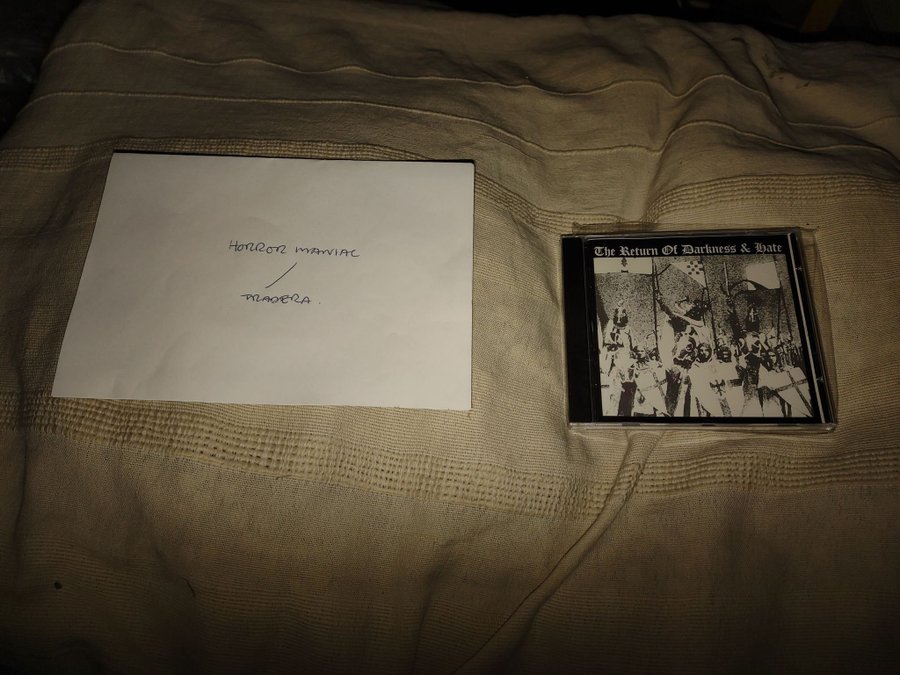 HORROR MANIAC
/
TRADERA.
The Return Of Darkness & Hate